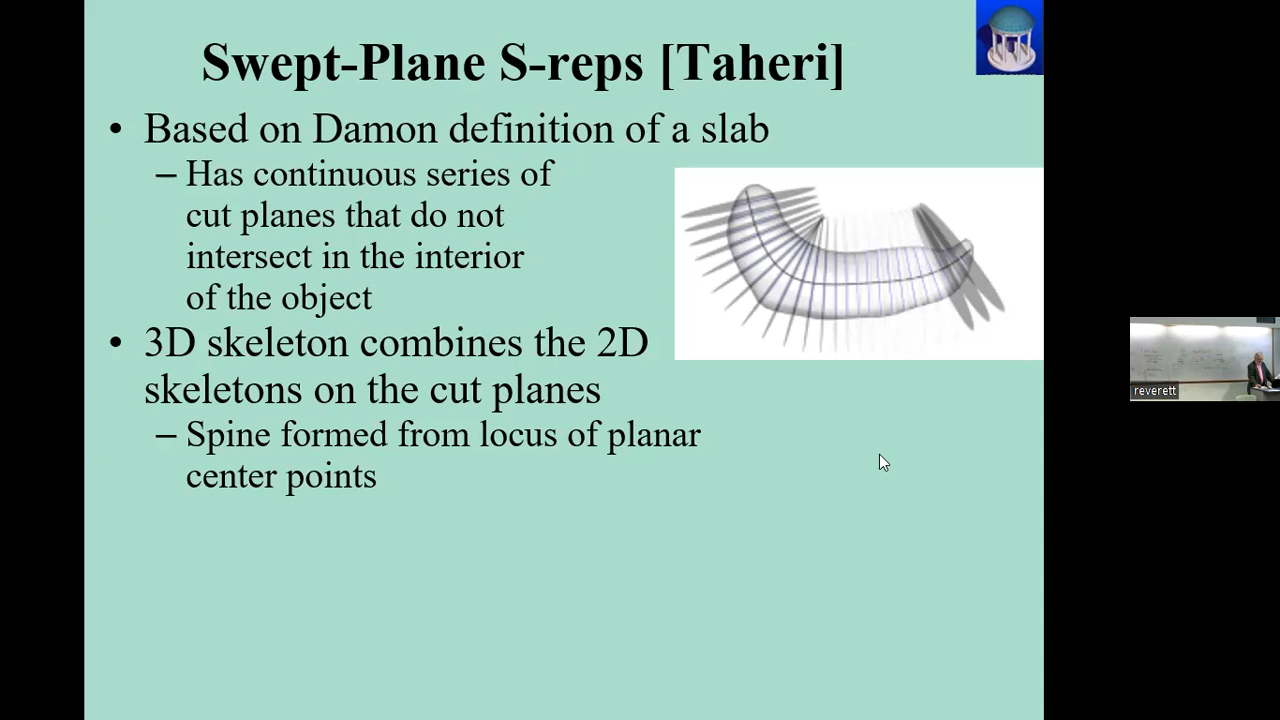 Swept-Plane S-reps [Taheri]
• Based on Damon definition of a slab
– Has continuous series of
cut planes that do not
intersect in the interior
of the object
• 3D skeleton combines the 2D
skeletons on the cut planes
– Spine formed from locus of planar
center points
reverett